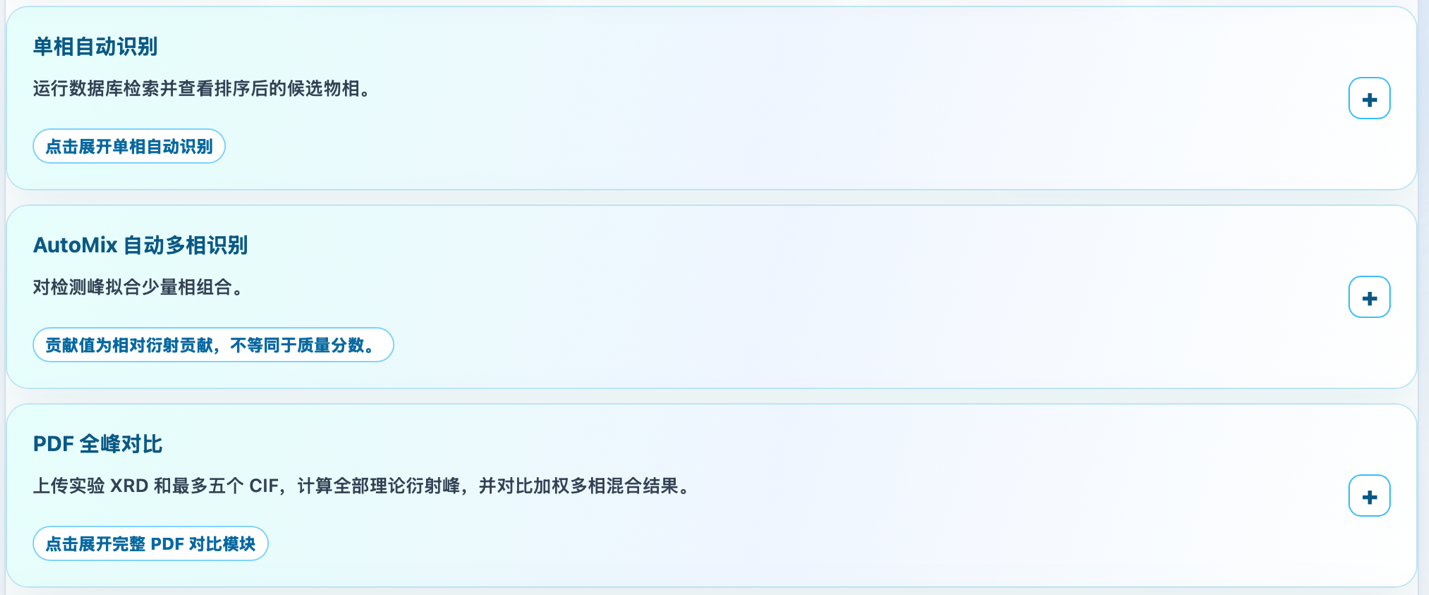 单相自动识别
运行数据库检索并查看排序后的候选物相。
点击展开单相自动识别
AutoMix 自动多相识别
对检测峰拟合少量相组合。
贡献值为相对衍射贡献，不等同于质量分数。
PDF 全峰对比
上传实验 XRD 和最多五个 CIF，计算全部理论衍射峰，并对比加权多相混合结果。
点击展开完整 PDF 对比模块